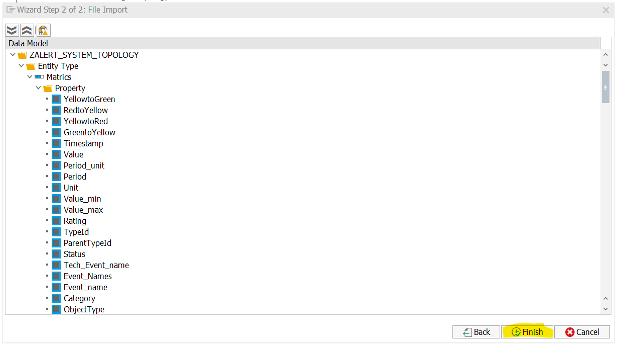 Wizard Step 2 of 2: File Import
Data Model
ZALERT_SYSTEM_TOPOLOGY
Entity Type
Matrics
Property
YellowtoGreen
RedtoYellow
YellowtoRed
GreentoYellow
Timestamp
Value
Period_unit
Period
Unit
Value_min
Value_max
Rating
TypeId
ParentTypeId
Status
Tech_Event_name
Event_Names
Event_name
Category
ObjectType
Back Finish Cancel